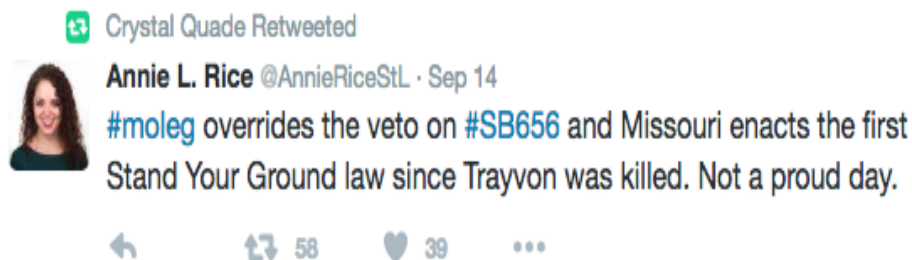 Crystal Quade Retweeted
Annie L. Rice @AnnieRiceStL · Sep 14
#moleg overrides the veto on #SB656 and Missouri enacts the first
Stand Your Ground law since Trayvon was killed. Not a proud day.
58 39